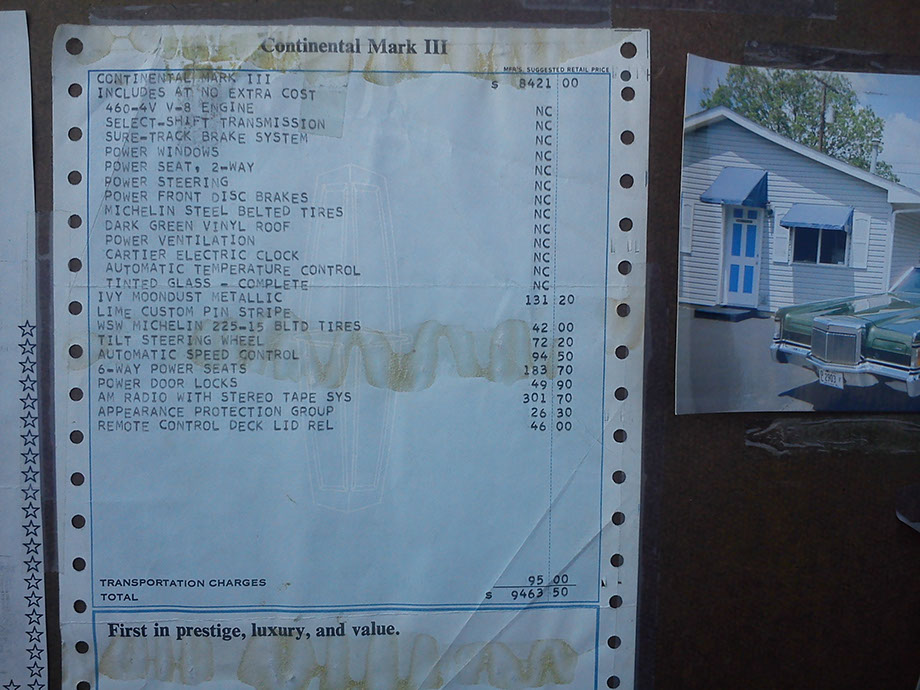 Continental Mark III
MFR'S. SUGGESTED RETAIL PRICE
CONTINENTAL MARK III $ 8421 00
INCLUDES AT NO EXTRA COST
460-4V V-8 ENGINE NC
SELECT-SHIFT TRANSMISSION NC
SURE-TRACK BRAKE SYSTEM NC
POWER WINDOWS NC
POWER SEAT, 2-WAY NC
POWER STEERING NC
POWER FRONT DISC BRAKES NC
MICHELIN STEEL BELTED TIRES NC
DARK GREEN VINYL ROOF NC
POWER VENTILATION NC
CARTIER ELECTRIC CLOCK NC
AUTOMATIC TEMPERATURE CONTROL NC
TINTED GLASS - COMPLETE NC
IVY MOONDUST METALLIC 131 20
LIME CUSTOM PIN STRIPE
WSW MICHELIN 225-15 BLTD TIRES 42 00
TILT STEERING WHEEL 72 20
AUTOMATIC SPEED CONTROL 94 50
6-WAY POWER SEATS 183 70
POWER DOOR LOCKS 49 90
AM RADIO WITH STEREO TAPE SYS 301 70
APPEARANCE PROTECTION GROUP 26 30
REMOTE CONTROL DECK LID REL 46 00
TRANSPORTATION CHARGES 95 00
TOTAL $ 9463 50
First in prestige, luxury, and value.